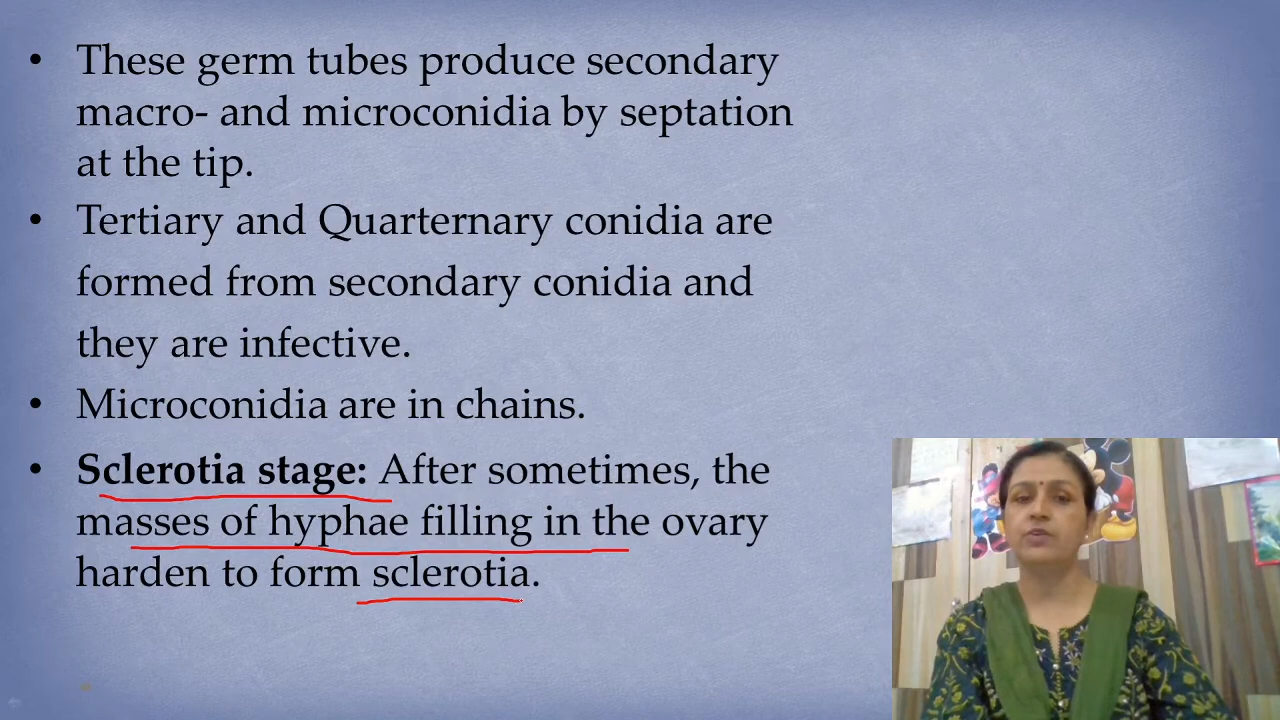 • These germ tubes produce secondary
macro- and microconidia by septation
at the tip.
• Tertiary and Quarternary conidia are
formed from secondary conidia and
they are infective.
• Microconidia are in chains.
• Sclerotia stage: After sometimes, the
masses of hyphae filling in the ovary
harden to form sclerotia.